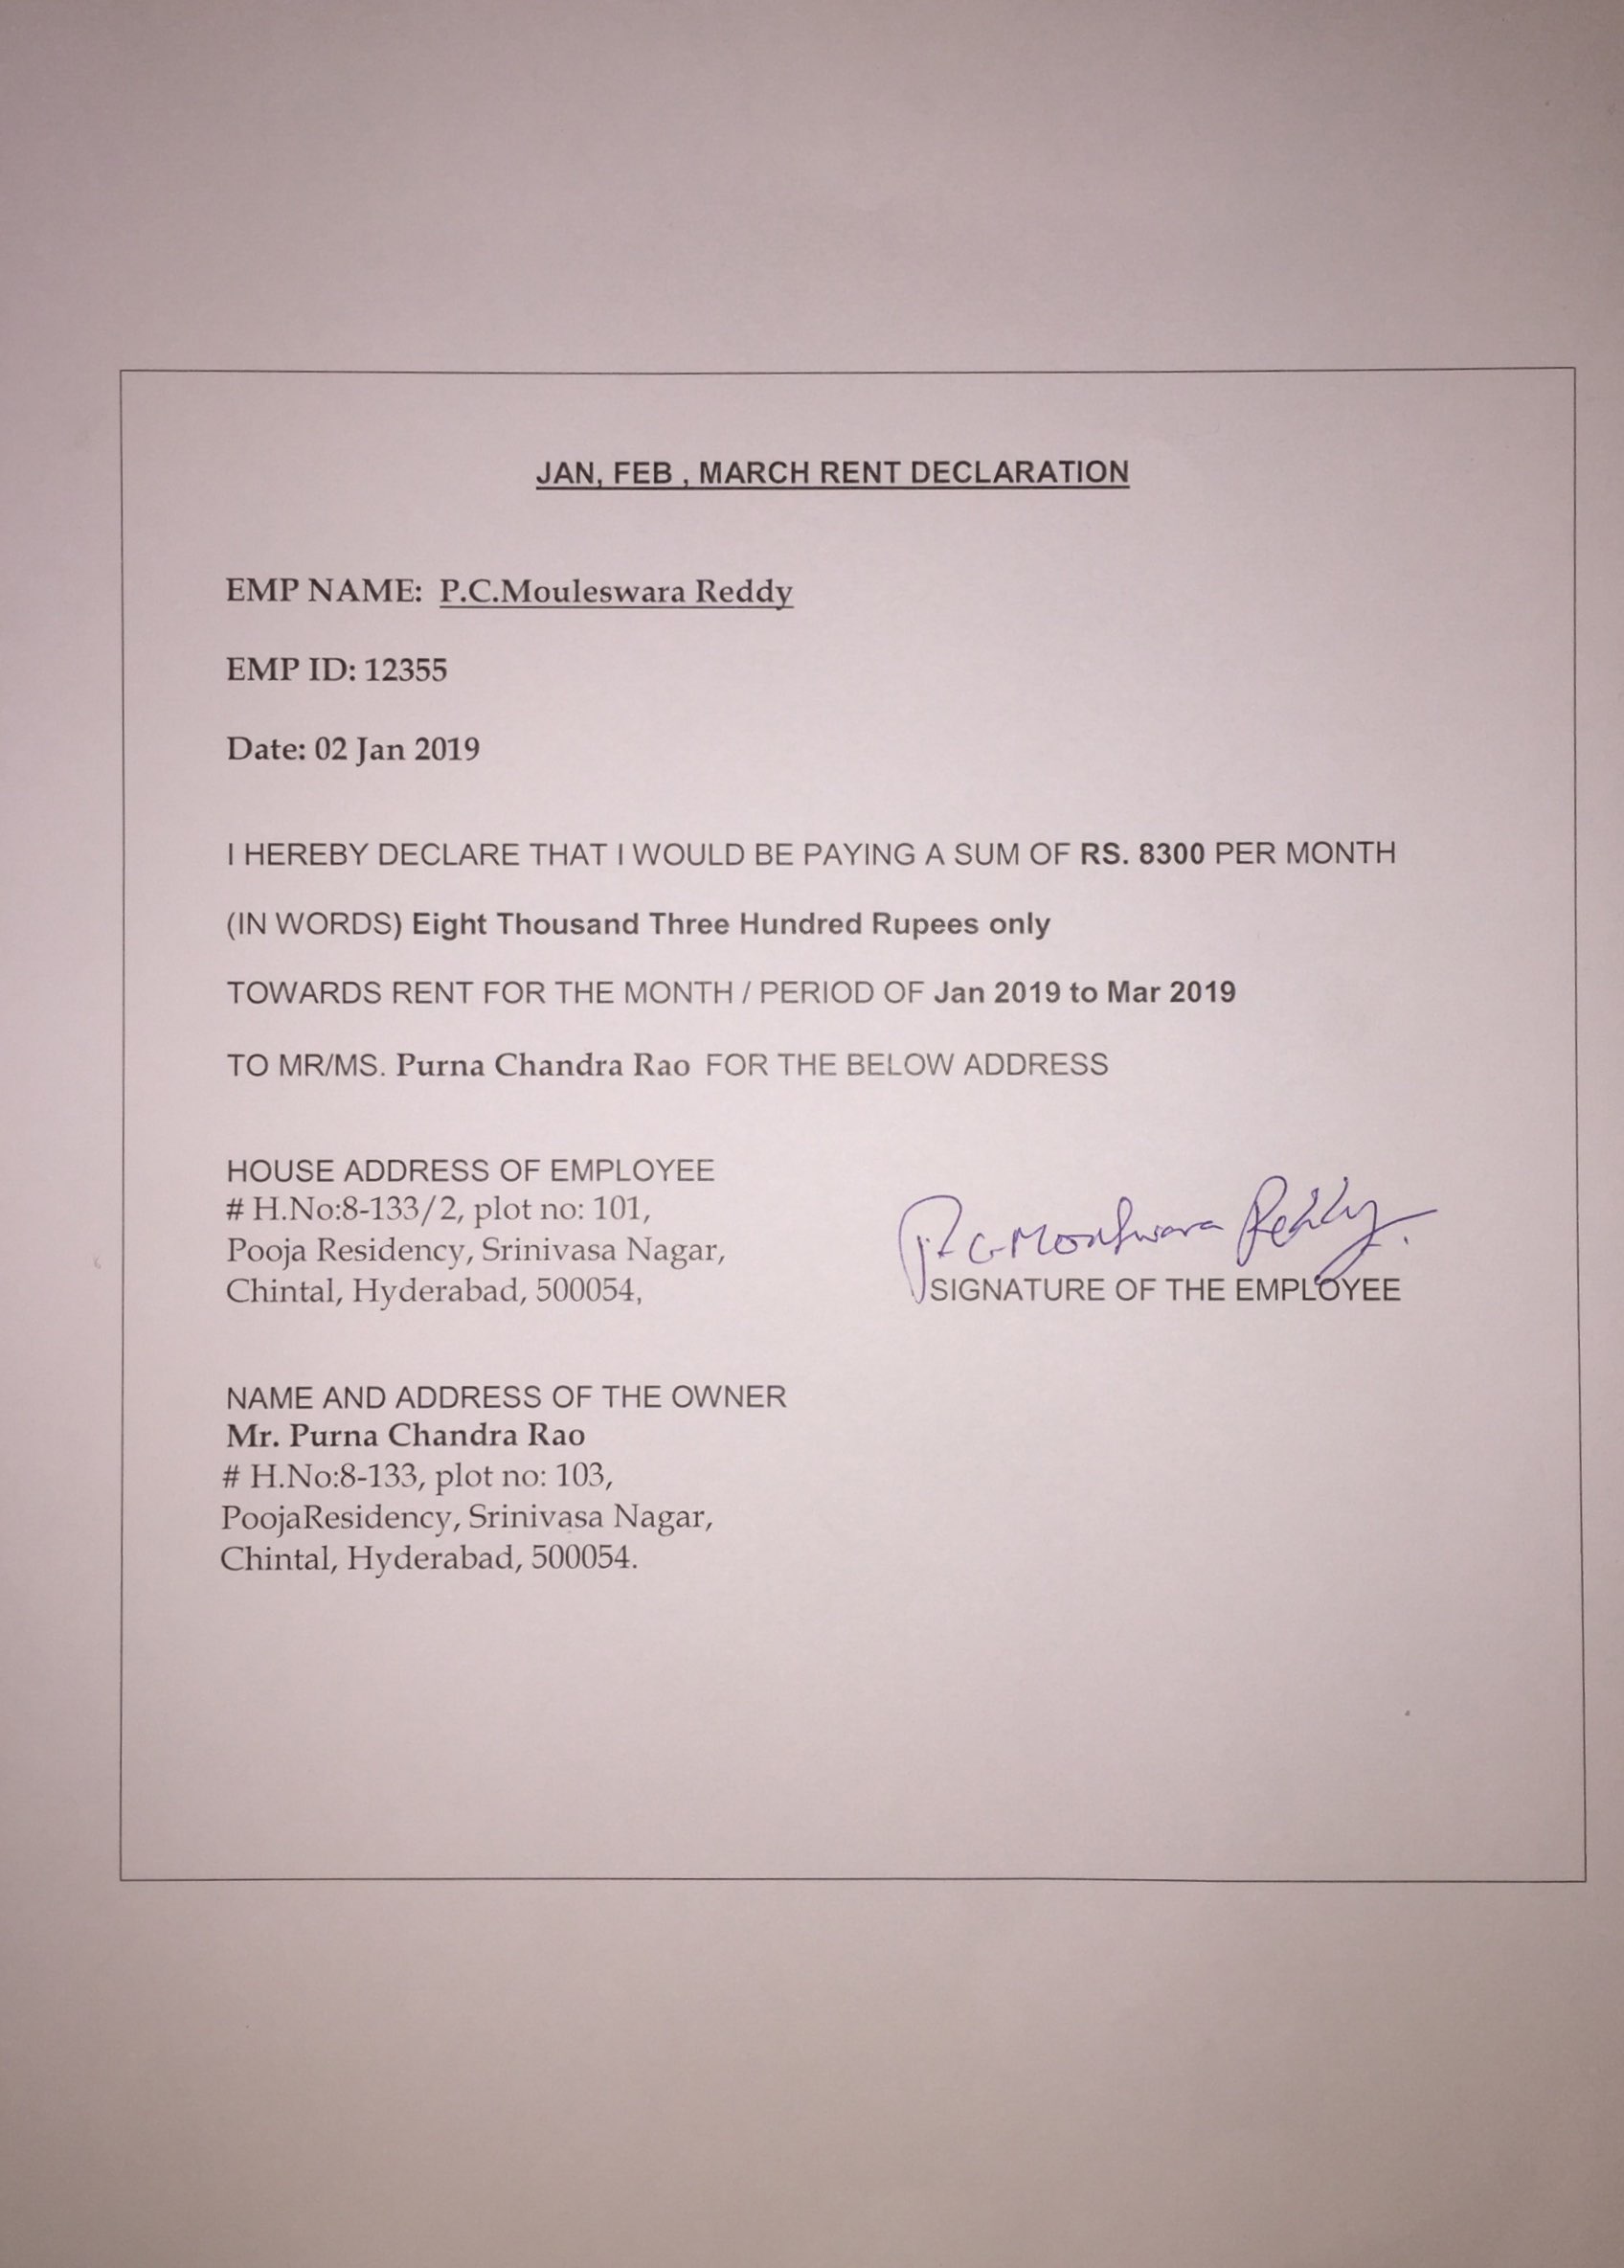 JAN, FEB , MARCH RENT DECLARATION
EMP NAME: P.C.Mouleswara Reddy
EMP ID: 12355
Date: 02 Jan 2019
I HEREBY DECLARE THAT I WOULD BE PAYING A SUM OF RS. 8300 PER MONTH
(IN WORDS) Eight Thousand Three Hundred Rupees only
TOWARDS RENT FOR THE MONTH / PERIOD OF Jan 2019 to Mar 2019
TO MR/MS. Purna Chandra Rao FOR THE BELOW ADDRESS
HOUSE ADDRESS OF EMPLOYEE
# H.No:8-133/2, plot no: 101,
Pooja Residency, Srinivasa Nagar,
Chintal, Hyderabad, 500054,
Reddy.
SIGNATURE OF THE EMPLOYEE
NAME AND ADDRESS OF THE OWNER
Mr. Purna Chandra Rao
# H.No:8-133, plot no: 103,
PoojaResidency, Srinivasa Nagar,
Chintal, Hyderabad, 500054.